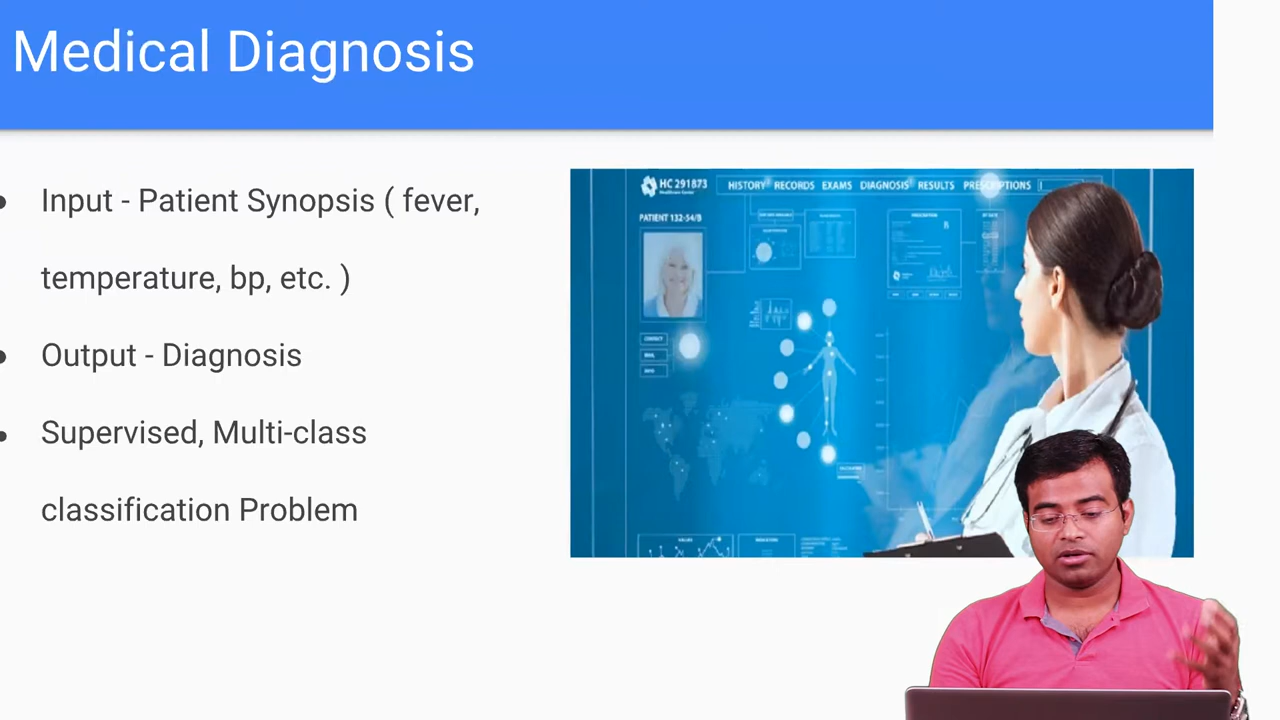 Medical Diagnosis
Input - Patient Synopsis ( fever,
temperature, bp, etc. )
Output - Diagnosis
Supervised, Multi-class
classification Problem
HC 291873
HISTORY RECORDS EXAMS DIAGNOSIS RESULTS PRESCRIPTIONS
PATIENT 132-54/B